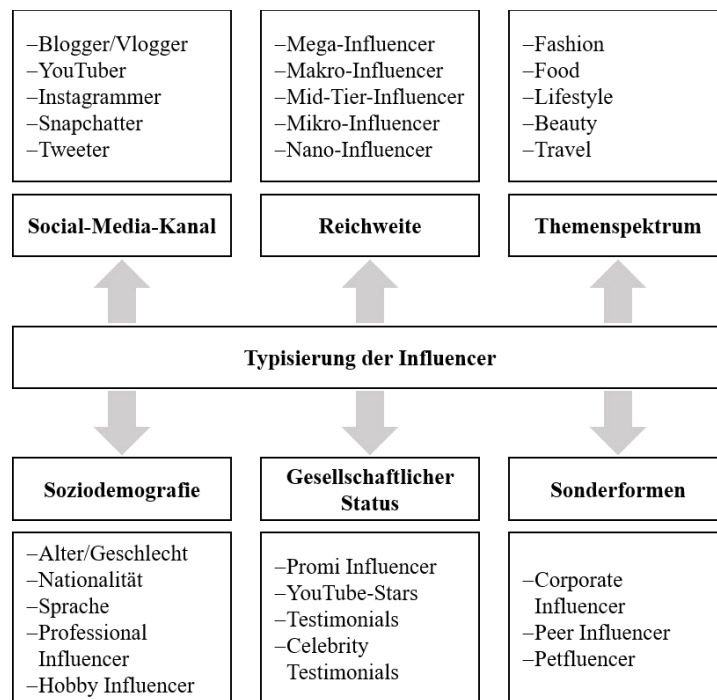 –Blogger/Vlogger
–YouTuber
–Instagrammer
–Snapchatter
–Tweeter
Social-Media-Kanal
–Mega-Influencer
–Makro-Influencer
–Mid-Tier-Influencer
–Mikro-Influencer
–Nano-Influencer
Reichweite
–Fashion
–Food
–Lifestyle
–Beauty
–Travel
Themenspektrum
Typisierung der Influencer
Soziodemografie
–Alter/Geschlecht
–Nationalität
–Sprache
–Professional
Influencer
–Hobby Influencer
Gesellschaftlicher
Status
–Promi Influencer
–YouTube-Stars
–Testimonials
–Celebrity
Testimonials
Sonderformen
–Corporate
Influencer
–Peer Influencer
–Petfluencer